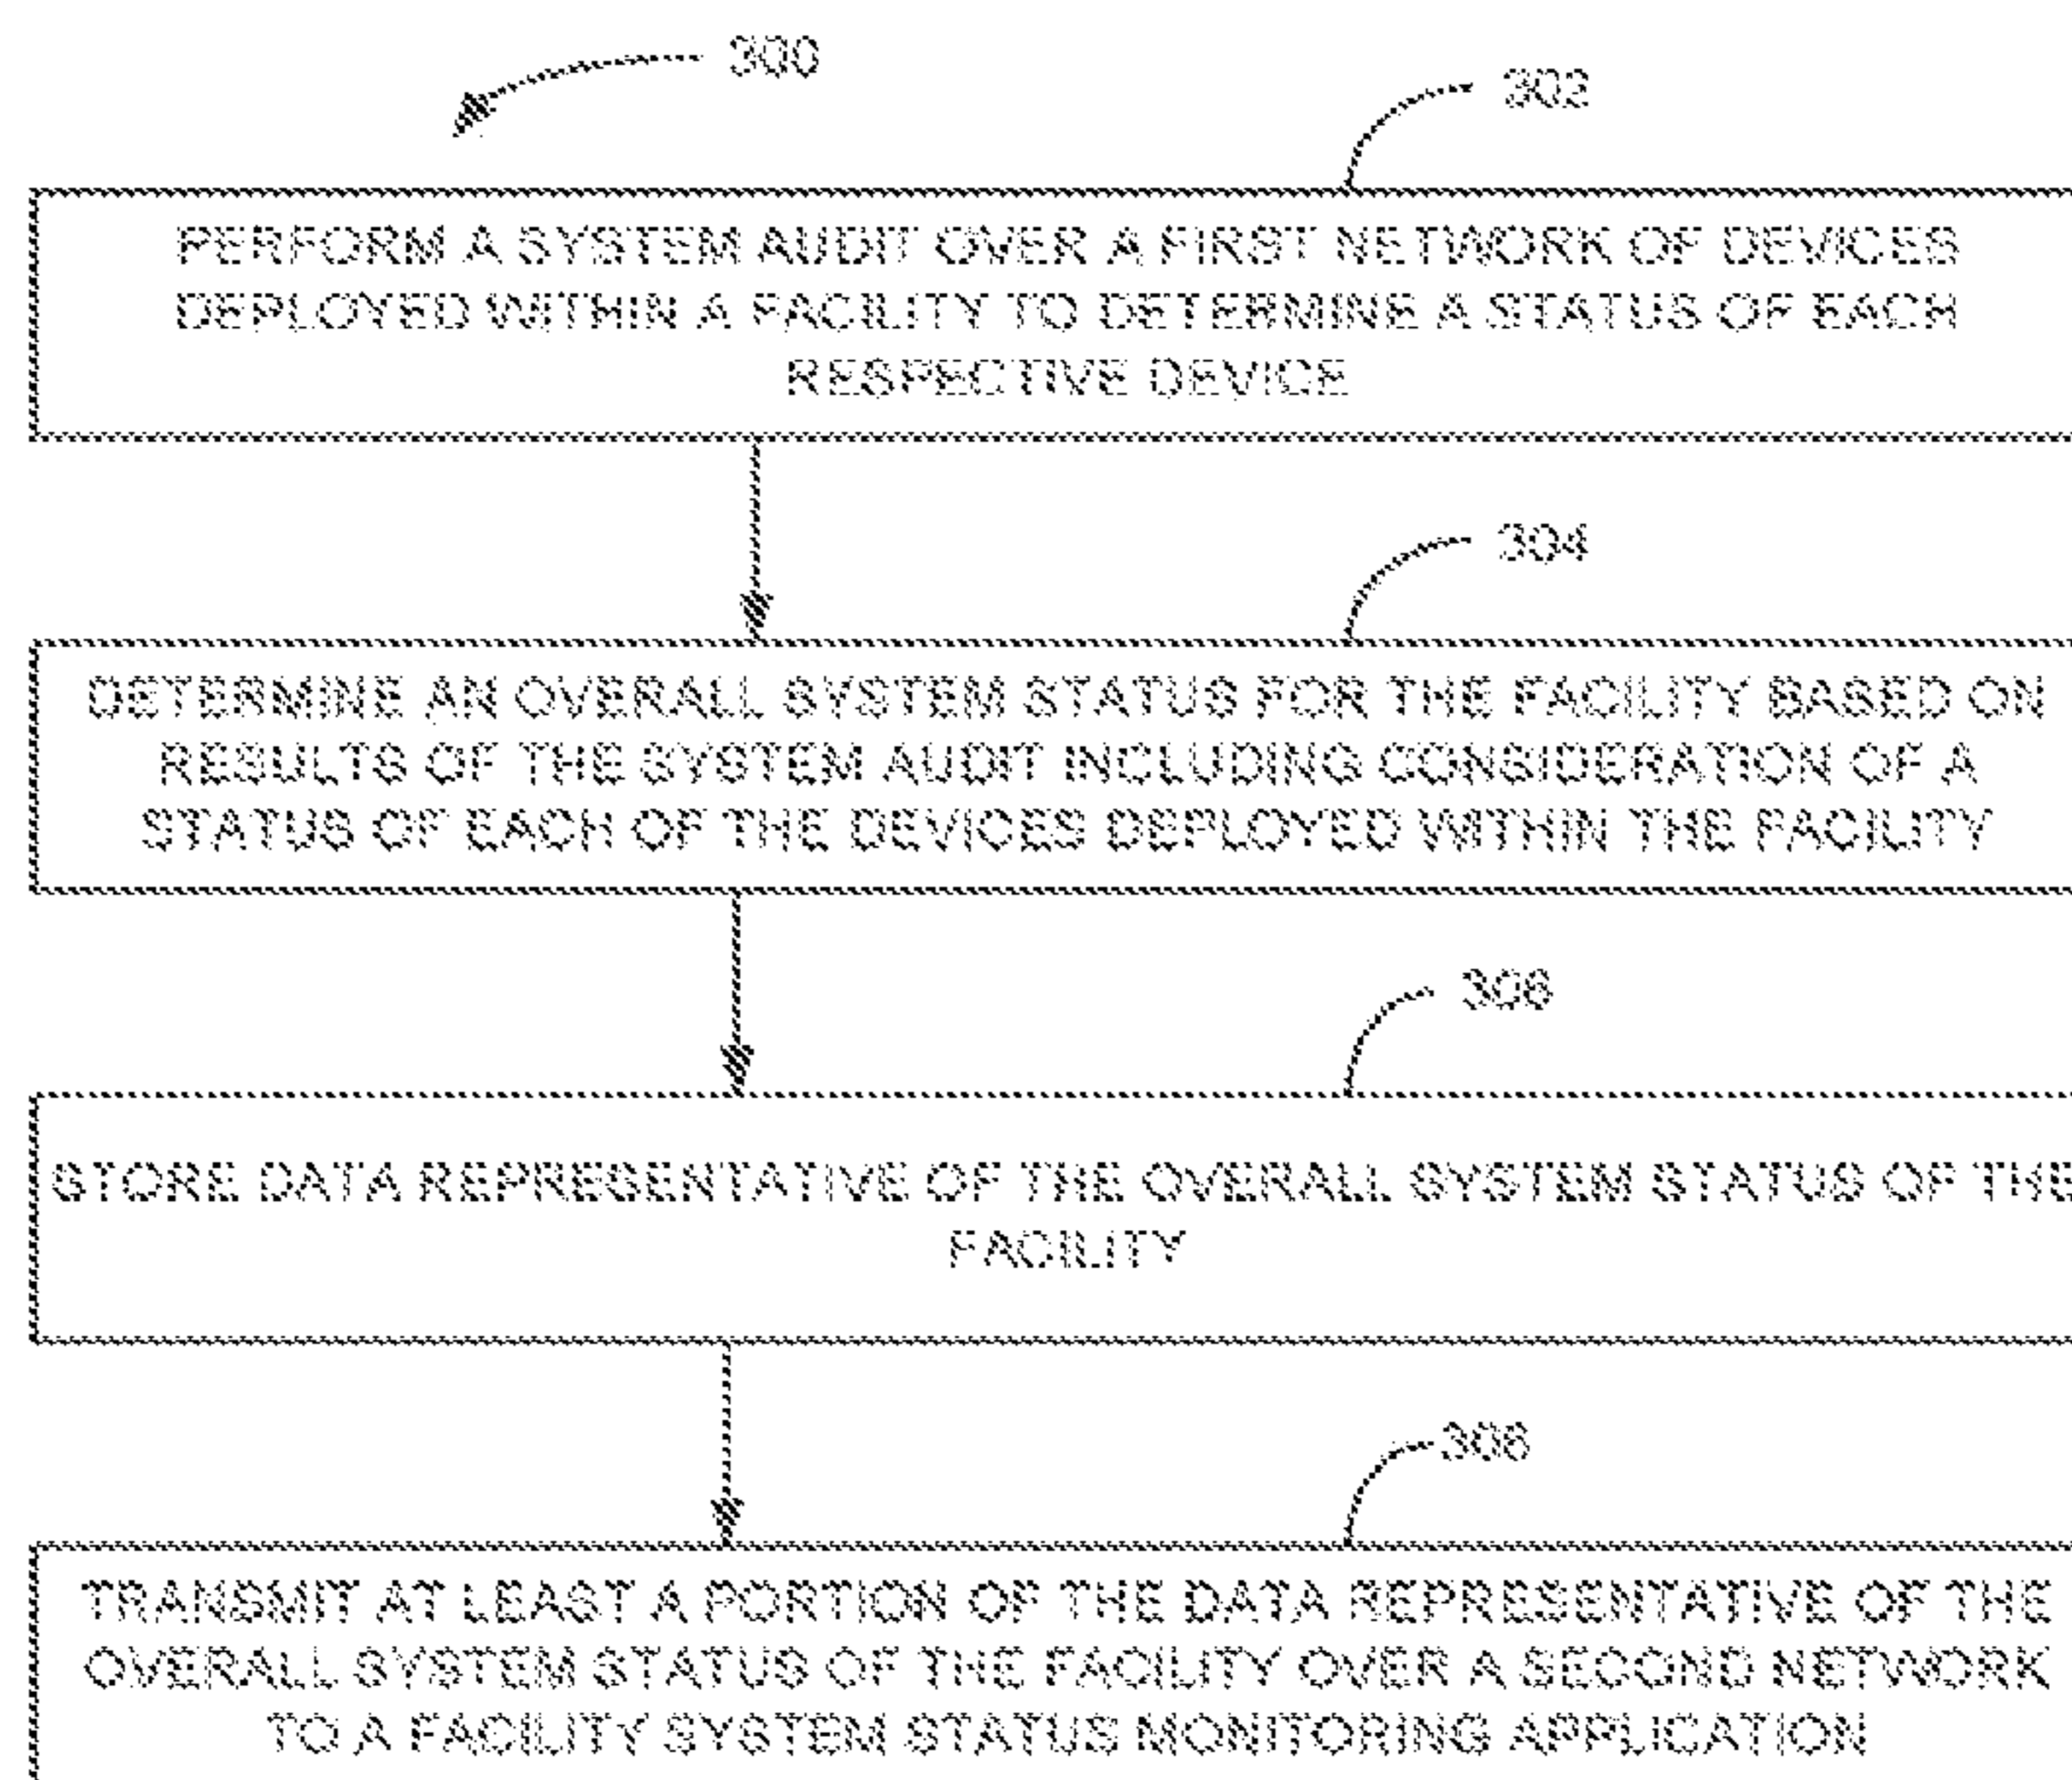 300
302
PERFORM A SYSTEM AUDIT OVER A FIRST NETWORK OF DEVICES
DEPLOYED WITHIN A FACILITY TO DETERMINE A STATUS OF EACH
RESPECTIVE DEVICE
304
DETERMINE AN OVERALL SYSTEM STATUS FOR THE FACILITY BASED ON
RESULTS OF THE SYSTEM AUDIT INCLUDING CONSIDERATION OF A
STATUS OF EACH OF THE DEVICES DEPLOYED WITHIN THE FACILITY
306
STORE DATA REPRESENTATIVE OF THE OVERALL SYSTEM STATUS OF THE
FACILITY
TRANSMIT AT LEAST A PORTION OF THE DATA REPRESENTATIVE OF THE
OVERALL SYSTEM STATUS OF THE FACILITY OVER A SECOND NETWORK
TO A FACILITY SYSTEM STATUS MONITORING APPLICATION